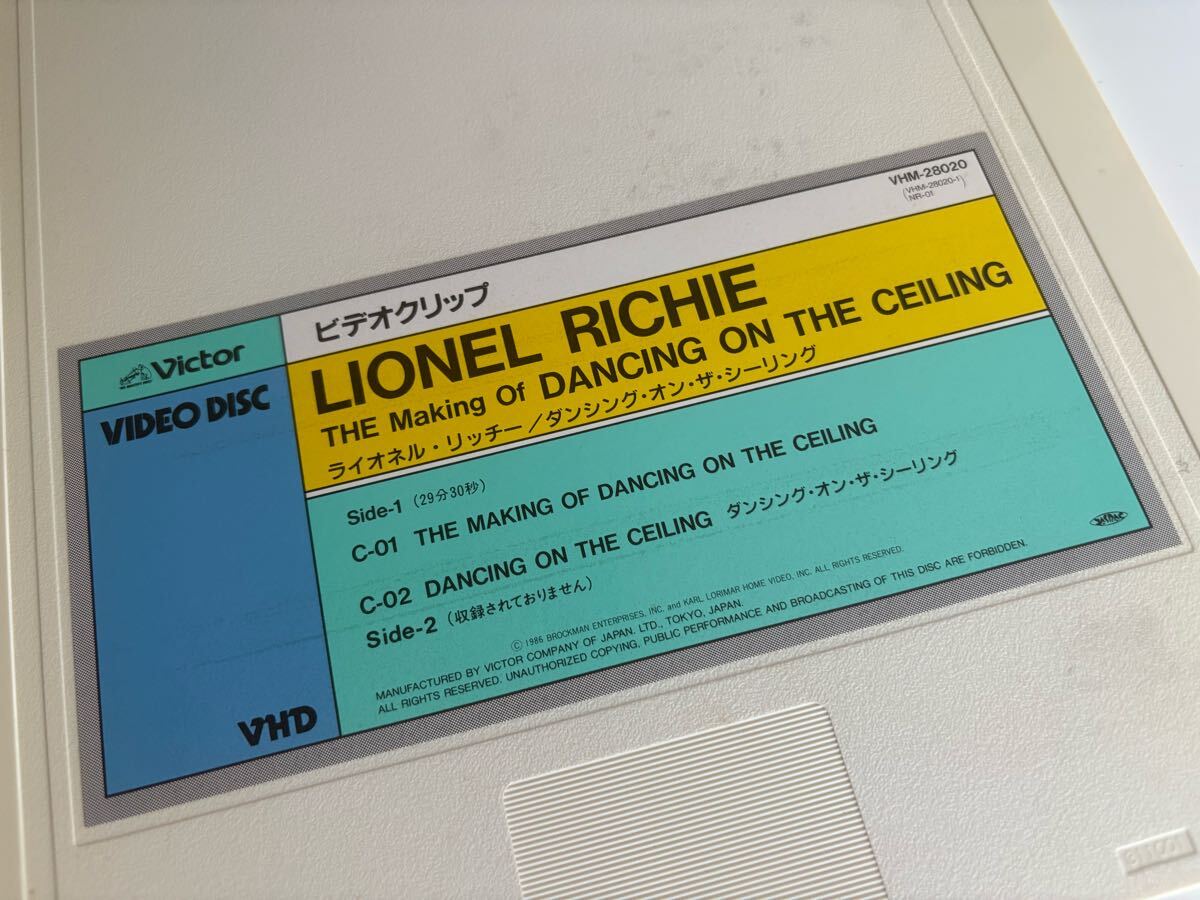 VHM-28020
(VHM-28020-1)
NR-01
ビデオクリップ
Victor
VIDEO DISC
LIONEL RICHIE
THE Making Of DANCING ON THE CEILING
ライオネル・リッチー/ダンシング・オン・ザ・シーリング
Side-1 (29分30秒)
C-01 THE MAKING OF DANCING ON THE CEILING
C-02 DANCING ON THE CEILING ダンシング・オン・ザ・シーリング
Side-2 (収録されておりません)
Ⓒ 1986 BROCKMAN ENTERPRISES, INC. and KARL LORIMAR HOME VIDEO, INC. ALL RIGHTS RESERVED.
MANUFACTURED BY VICTOR COMPANY OF JAPAN. LTD., TOKYO, JAPAN.
ALL RIGHTS RESERVED. UNAUTHORIZED COPYING, PUBLIC PERFORMANCE AND BROADCASTING OF THIS DISC ARE FORBIDDEN.
VHD